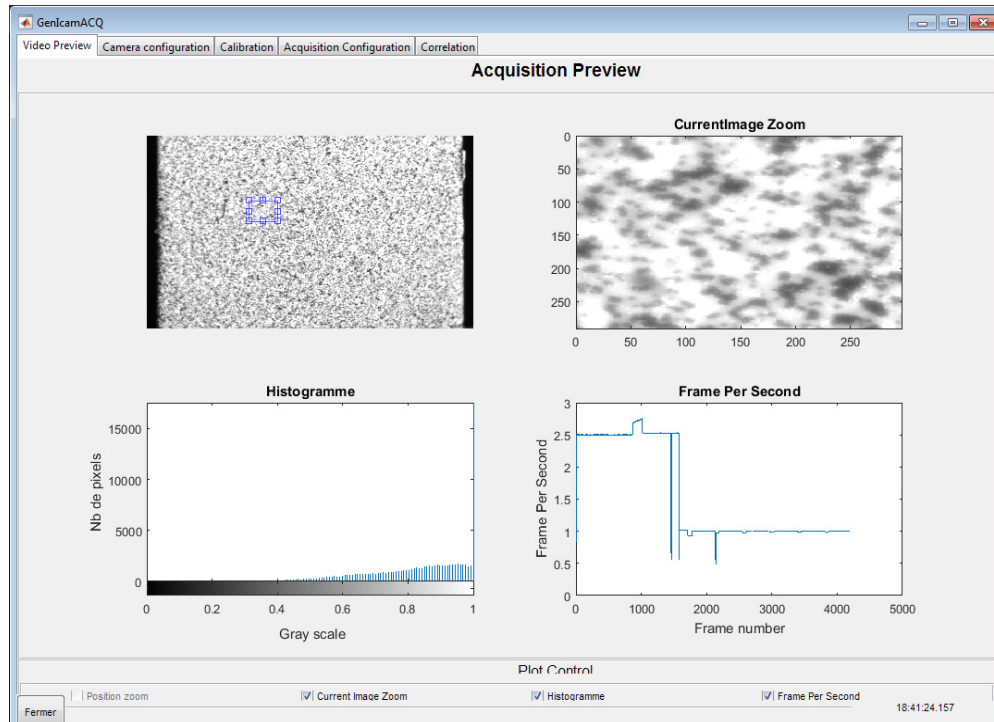 GenIcamACQ
Video Preview Camera configuration Calibration Acquisition Configuration Correlation
Acquisition Preview
CurrentImage Zoom
0
50
100
150
200
250
0 50 100 150 200 250
Histogramme
Nb de pixels
15000
10000
5000
0
0 0.2 0.4 0.6 0.8 1
Gray scale
Frame Per Second
Frame Per Second
3
2.5
2
1.5
1
0.5
0
0 1000 2000 3000 4000 5000
Frame number
Plot Control
Position zoom Current Image Zoom Histogramme Frame Per Second
Fermer
18:41:24.157